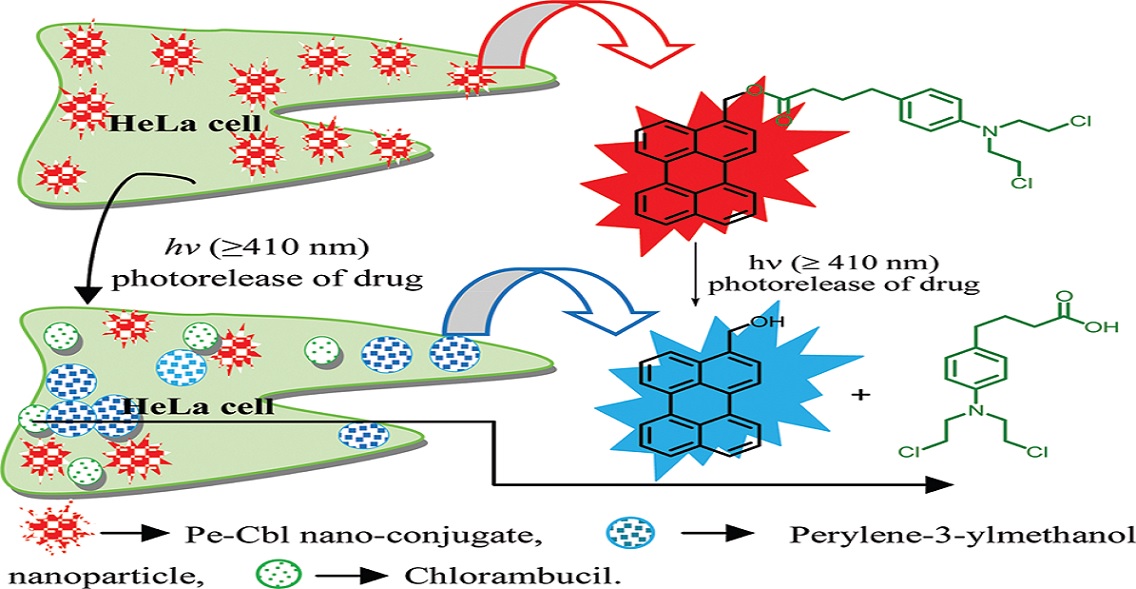 HeLa cell
O
O
N
Cl
Cl
hν (≥410 nm)
photorelease of drug
hν (≥ 410 nm)
photorelease of drug
OH
O
OH
HeLa cell
+
N
Cl
Cl
Pe-Cbl nano-conjugate,
Perylene-3-ylmethanol
nanoparticle,
Chlorambucil.